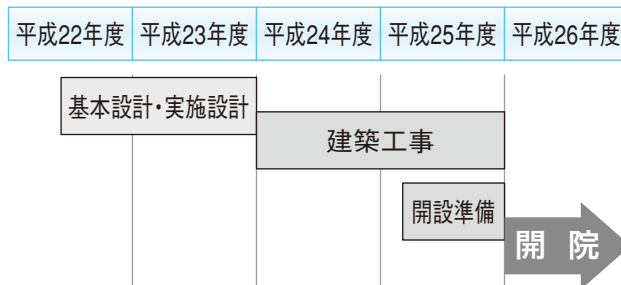 平成22年度 平成23年度 平成24年度 平成25年度 平成26年度
基本設計・実施設計
建築工事
開設準備
開 院